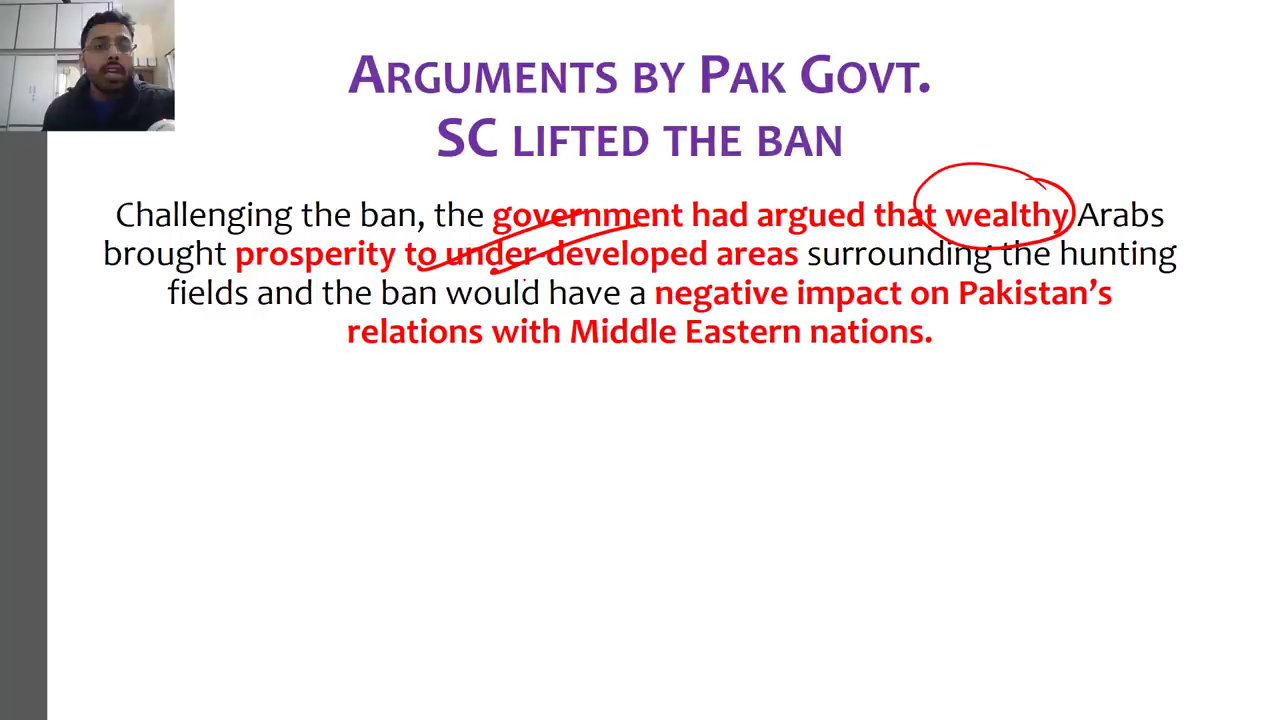 ARGUMENTS BY PAK GOVT.
SC LIFTED THE BAN
Challenging the ban, the government had argued that wealthy Arabs
brought prosperity to under-developed areas surrounding the hunting
fields and the ban would have a negative impact on Pakistan’s
relations with Middle Eastern nations.